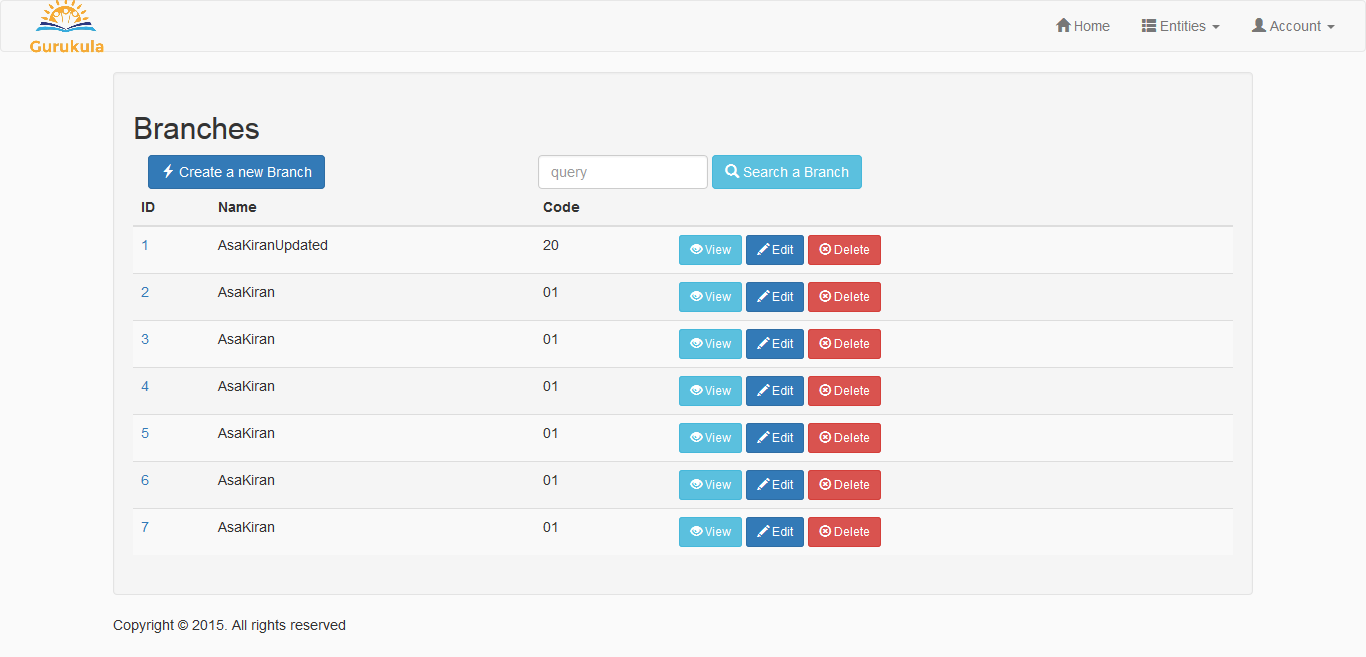 Gurukula
Home Entities Account
Branches
Create a new Branch query Search a Branch
ID Name Code
1 AsaKiranUpdated 20 View Edit Delete
2 AsaKiran 01 View Edit Delete
3 AsaKiran 01 View Edit Delete
4 AsaKiran 01 View Edit Delete
5 AsaKiran 01 View Edit Delete
6 AsaKiran 01 View Edit Delete
7 AsaKiran 01 View Edit Delete
Copyright © 2015. All rights reserved